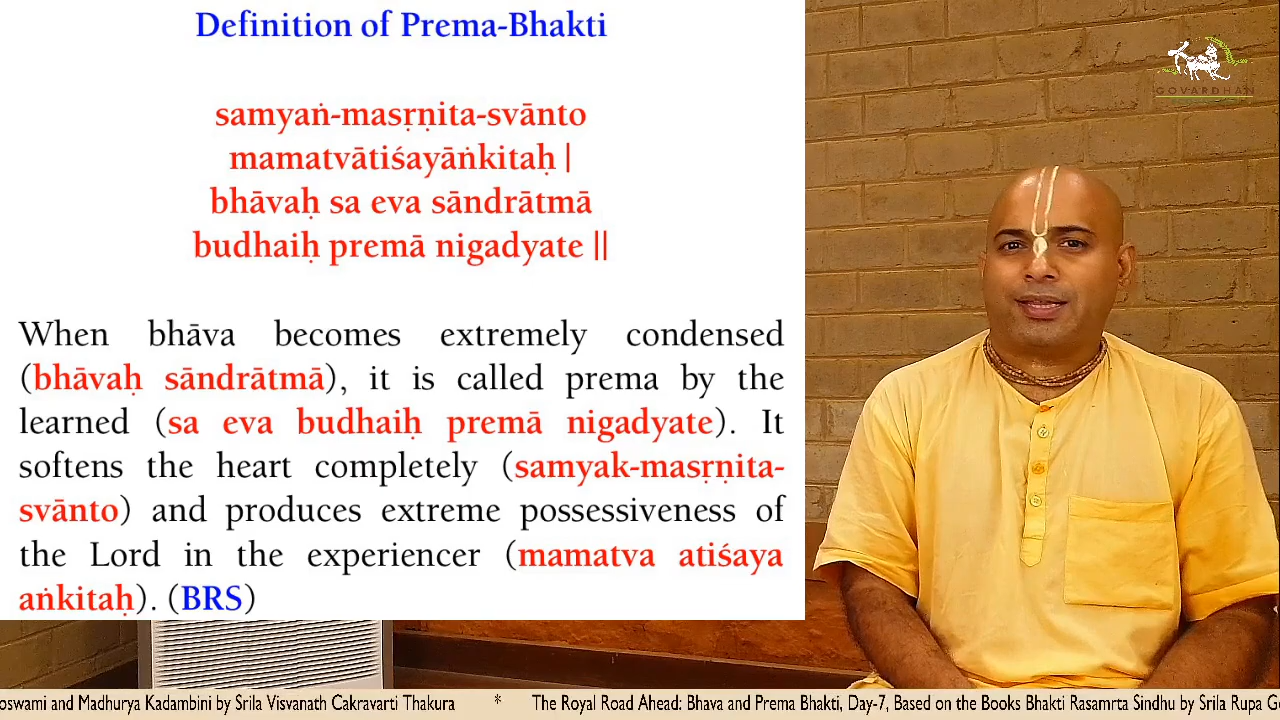 Definition of Prema-Bhakti
samyaṅ-masṛṇita-svānto
mamatvātiśayāṅkitaḥ |
bhāvaḥ sa eva sāndrātmā
budhaiḥ premā nigadyate ||
When bhāva becomes extremely condensed
(bhāvaḥ sāndrātmā), it is called prema by the
learned (sa eva budhaiḥ premā nigadyate). It
softens the heart completely (samyak-masṛṇita-
svānto) and produces extreme possessiveness of
the Lord in the experiencer (mamatva atiśaya
aṅkitaḥ). (BRS)
GOVARDHAN
oswami and Madhurya Kadambini by Srila Visvanath Cakravarti Thakura * The Royal Road Ahead: Bhava and Prema Bhakti, Day-7, Based on the Books Bhakti Rasamrta Sindhu by Srila Rupa G